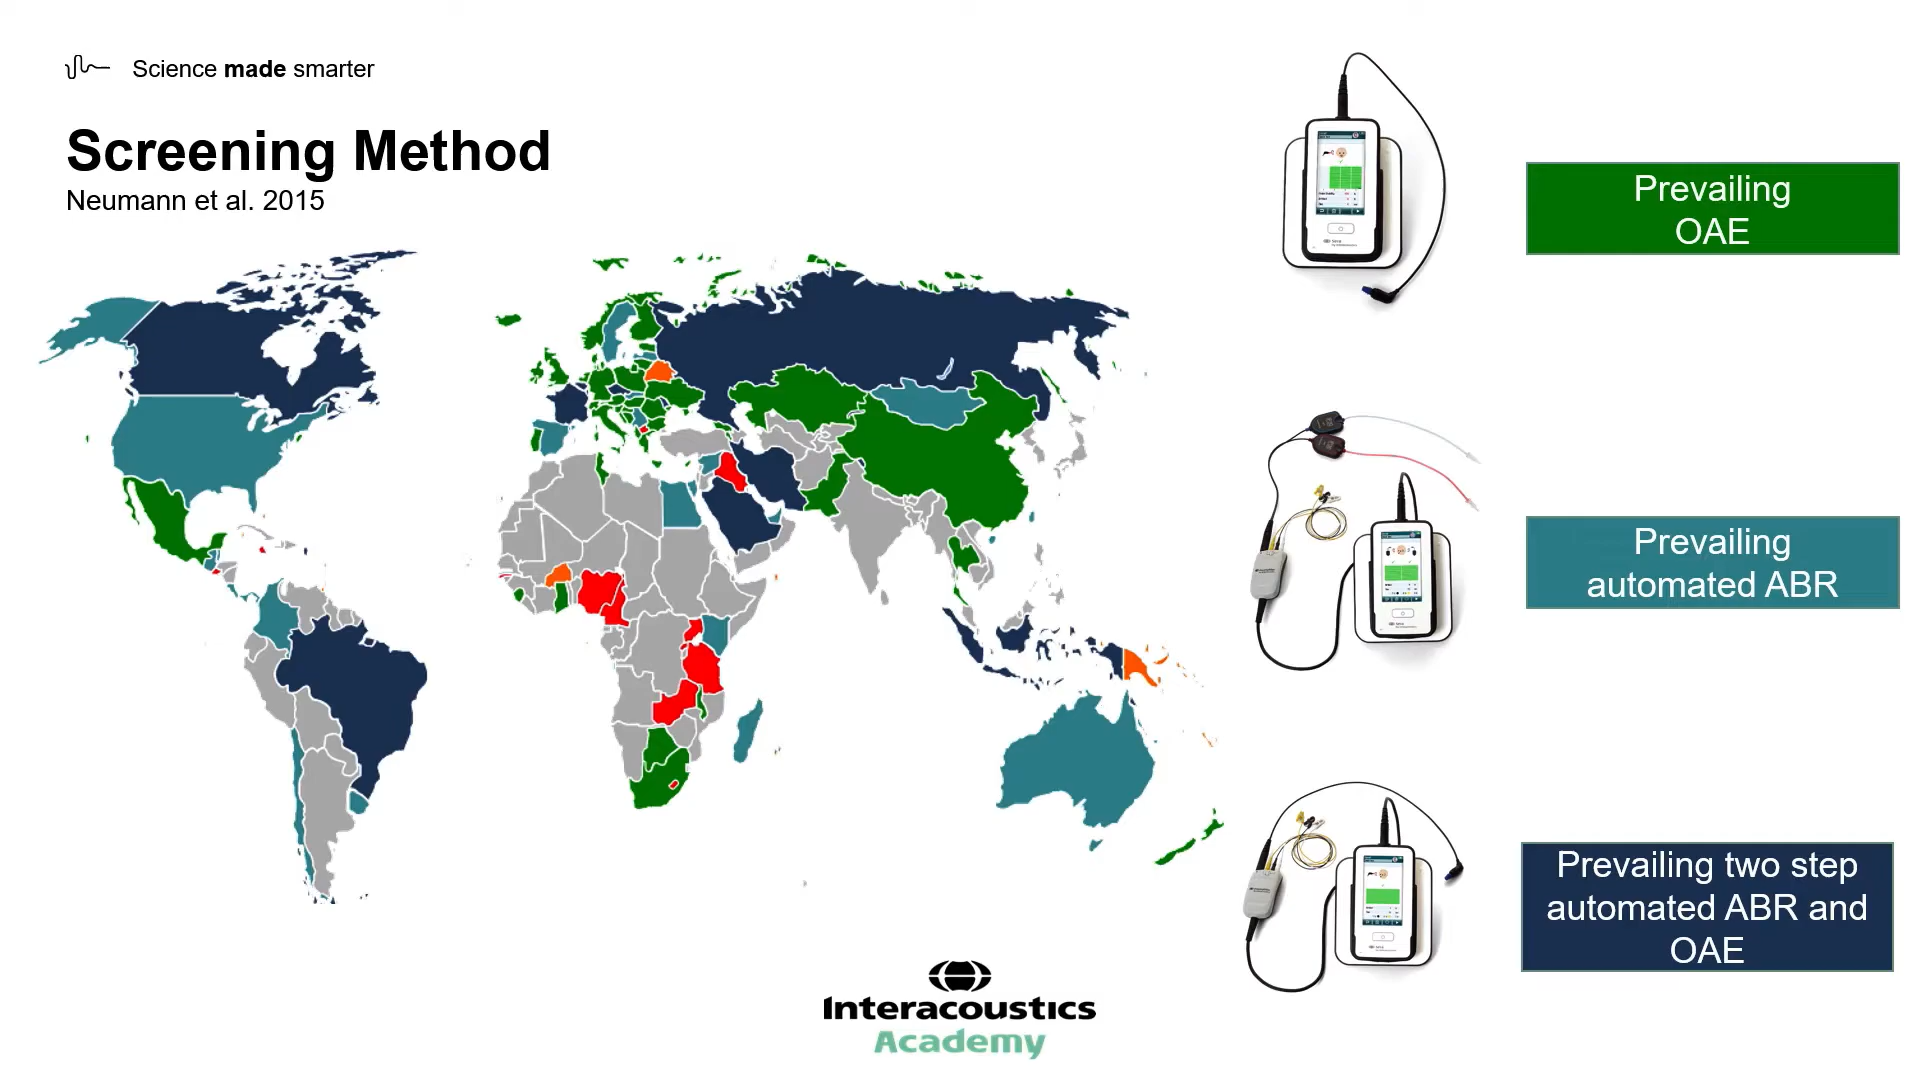 Science made smarter
Screening Method
Neumann et al. 2015
Prevailing
OAE
Prevailing
automated ABR
Prevailing two step
automated ABR and
OAE
Interacoustics
Academy